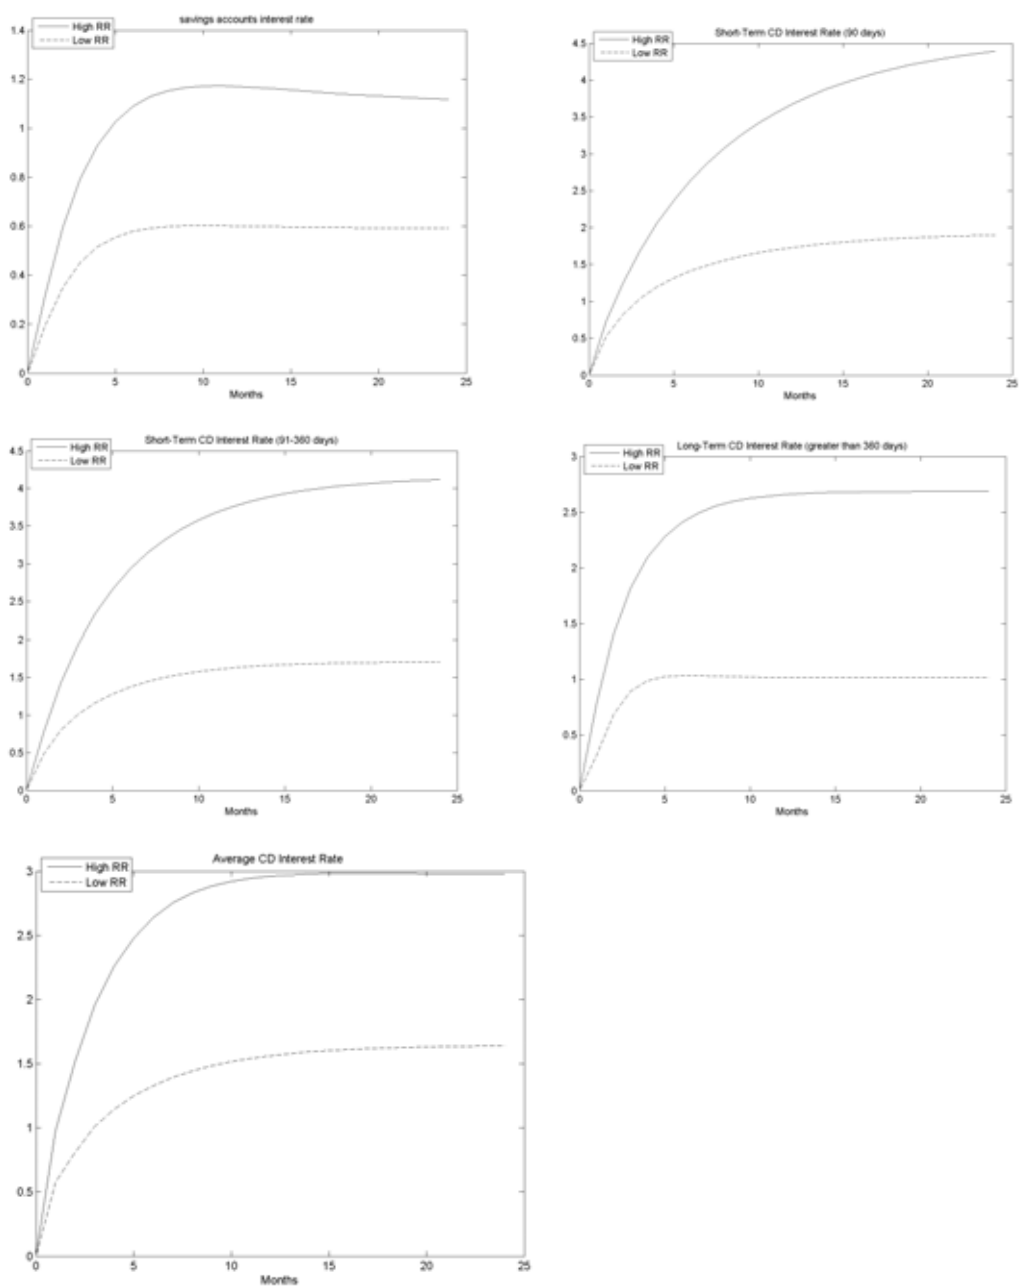 savings accounts interest rate
High RR
Low RR
1.4
1.2
1
0.8
0.6
0.4
0.2
0
0 5 10 15 20 25
Months
Short-Term CD Interest Rate (90 days)
High RR
Low RR
4.5
4
3.5
3
2.5
2
1.5
1
0.5
0
0 5 10 15 20 25
Months
Short-Term CD Interest Rate (91-360 days)
High RR
Low RR
4.5
4
3.5
3
2.5
2
1.5
1
0.5
0
0 5 10 15 20 25
Months
Long-Term CD Interest Rate (greater than 360 days)
High RR
Low RR
3
2.5
2
1.5
1
0.5
0
0 5 10 15 20 25
Months
Average CD Interest Rate
High RR
Low RR
3
2.5
2
1.5
1
0.5
0
0 5 10 15 20 25
Months